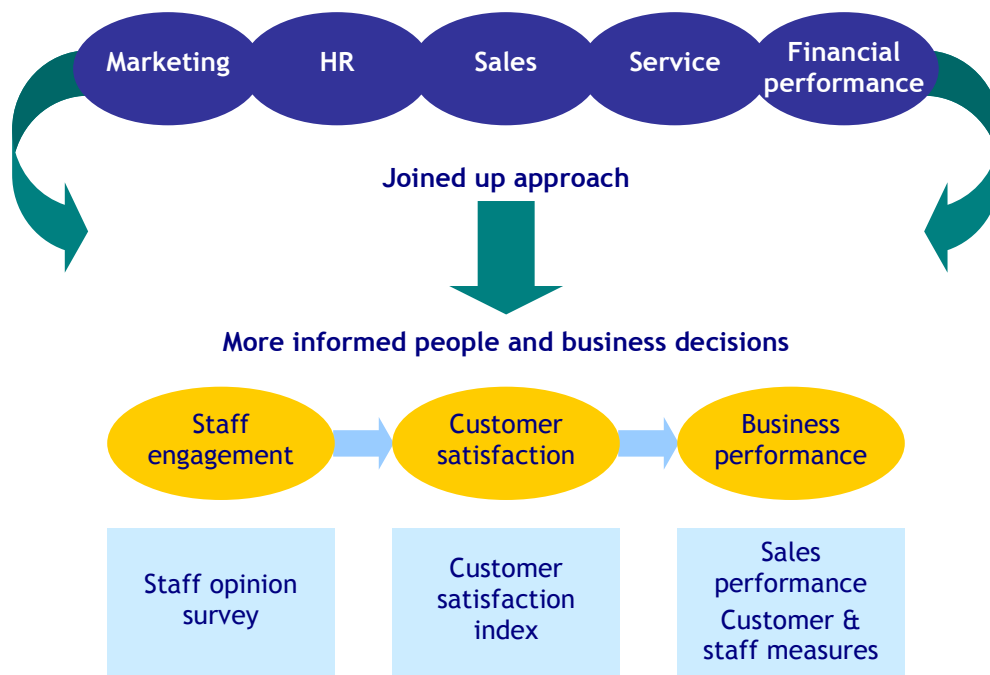 Marketing
HR
Sales
Service
Financial
performance
Joined up approach
More informed people and business decisions
Staff
engagement
Customer
satisfaction
Business
performance
Staff opinion
survey
Customer
satisfaction
index
Sales
performance
Customer &
staff measures